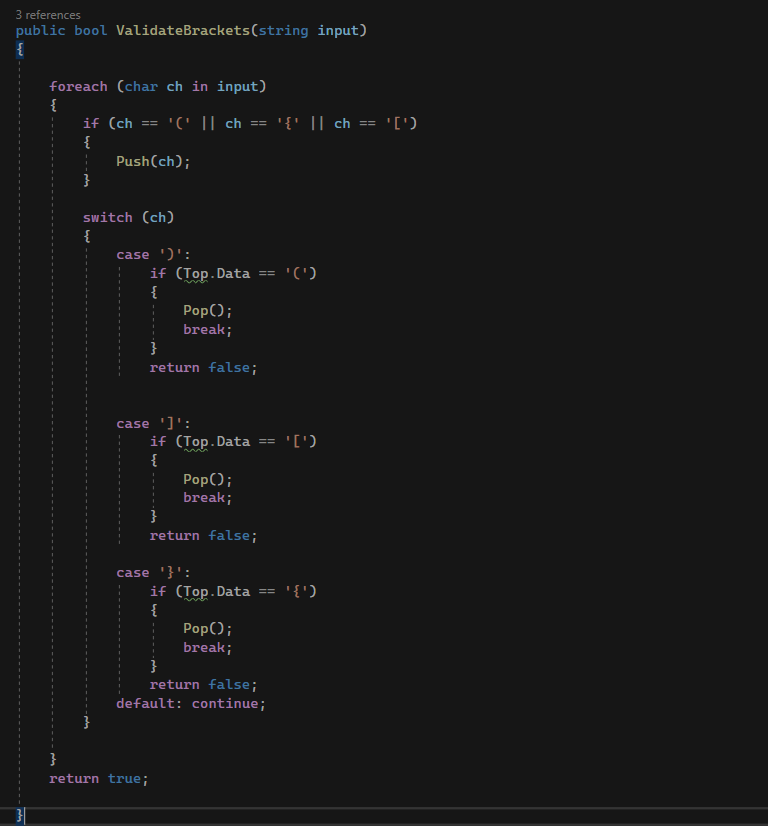 3 references
public bool ValidateBrackets(string input)
{
foreach (char ch in input)
{
if (ch == '(' || ch == '{' || ch == '[')
{
Push(ch);
}
switch (ch)
{
case ')':
if (Top.Data == '(')
{
Pop();
break;
}
return false;
case ']':
if (Top.Data == '[')
{
Pop();
break;
}
return false;
case '}':
if (Top.Data == '{')
{
Pop();
break;
}
return false;
default: continue;
}
}
return true;
}